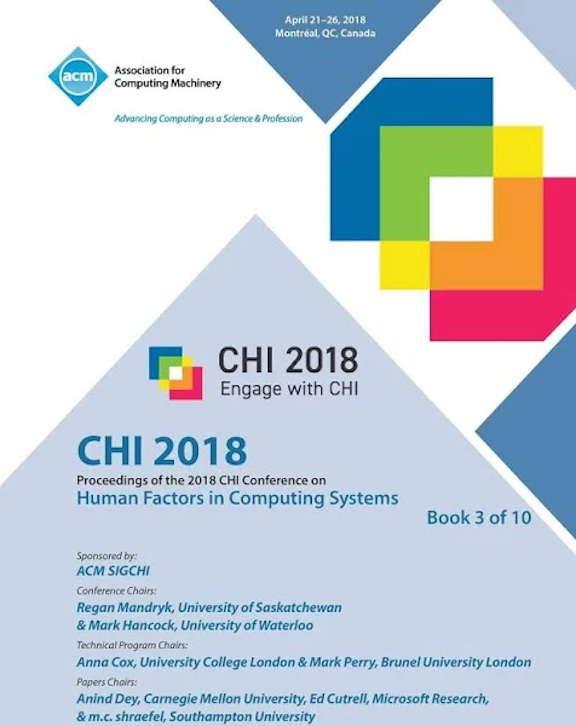 April 21–26, 2018
Montréal, QC, Canada
acm
Association for
Computing Machinery
Advancing Computing as a Science & Profession
CHI 2018
Engage with CHI
CHI 2018
Proceedings of the 2018 CHI Conference on
Human Factors in Computing Systems
Book 3 of 10
Sponsored by:
ACM SIGCHI
Conference Chairs:
Regan Mandryk, University of Saskatchewan
& Mark Hancock, University of Waterloo
Technical Program Chairs:
Anna Cox, University College London & Mark Perry, Brunel University London
Papers Chairs:
Anind Dey, Carnegie Mellon University, Ed Cutrell, Microsoft Research,
& m.c. shraefel, Southampton University